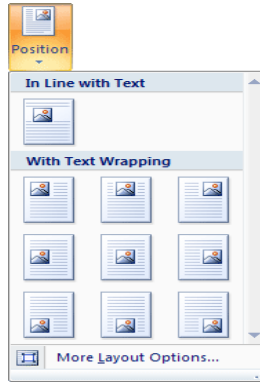 Position
In Line with Text
With Text Wrapping
More Layout Options...